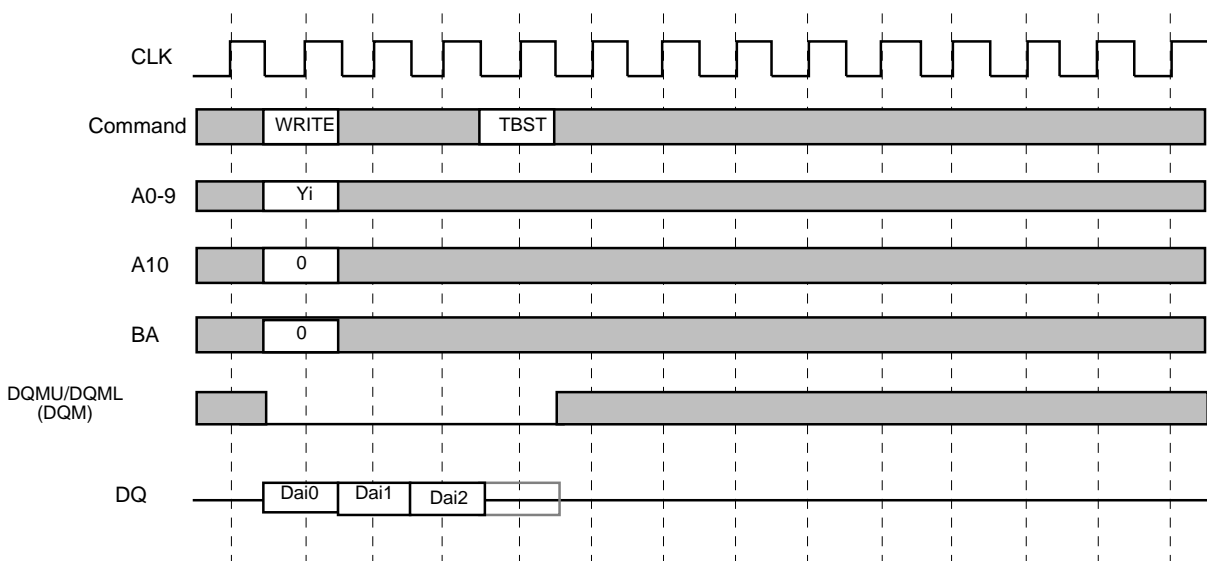 CLK
Command WRITE TBST
A0-9 Yi
A10 0
BA 0
DQMU/DQML
(DQM)
DQ Dai0 Dai1 Dai2